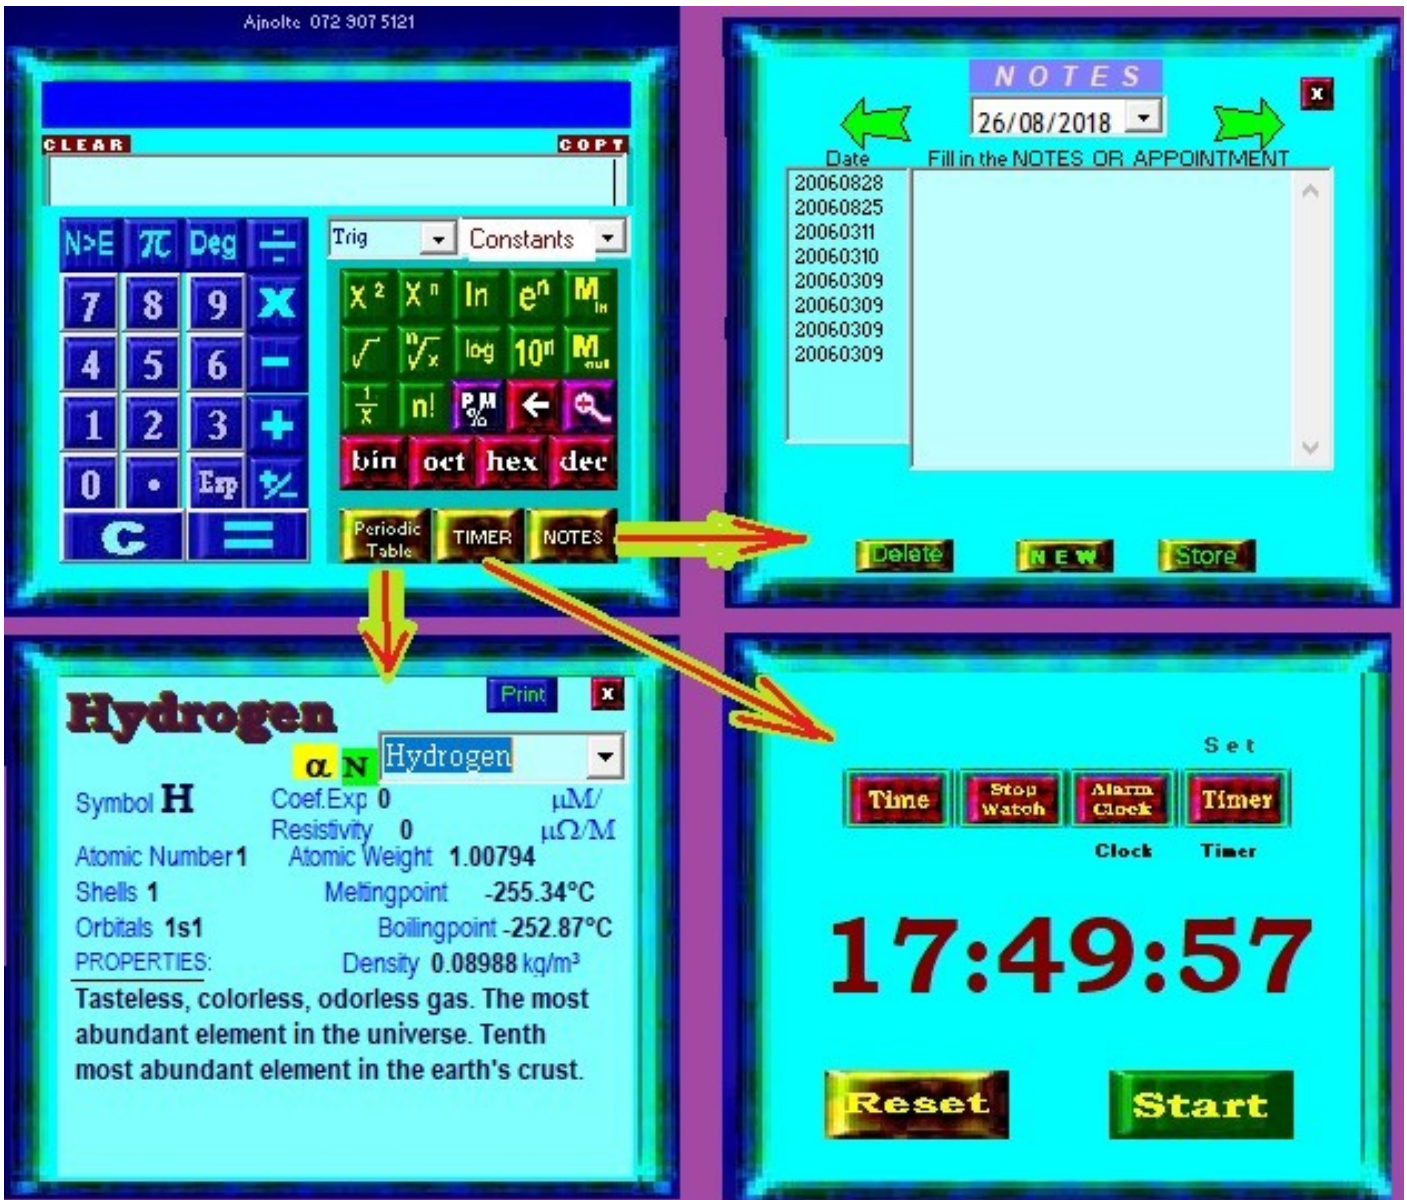 Ajnolte 072 907 5121
CLEAR COPY
N>E π Deg ÷
Trig Constants
7 8 9 X
4 5 6 -
1 2 3 +
0 . Exp +/-
C =
X² Xⁿ ln eⁿ M in
√ ⁿ√x log 10ⁿ M out
1/X n! P M % ←
bin oct hex dec
Periodic Table TIMER NOTES
NOTES
x
26/08/2018
Date Fill in the NOTES OR APPOINTMENT
20060828
20060825
20060311
20060310
20060309
20060309
20060309
20060309
Delete NEW Store
Hydrogen Print x
α N Hydrogen
Symbol H Coef.Exp 0 µM/
Resistivity 0 µΩ/M
Atomic Number 1 Atomic Weight 1.00794
Shells 1 Meltingpoint -255.34°C
Orbitals 1s1 Boilingpoint -252.87°C
PROPERTIES: Density 0.08988 kg/m³
Tasteless, colorless, odorless gas. The most
abundant element in the universe. Tenth
most abundant element in the earth's crust.
Set
Time Stop Watch Alarm Clock Timer
Clock Timer
17:49:57
Reset Start